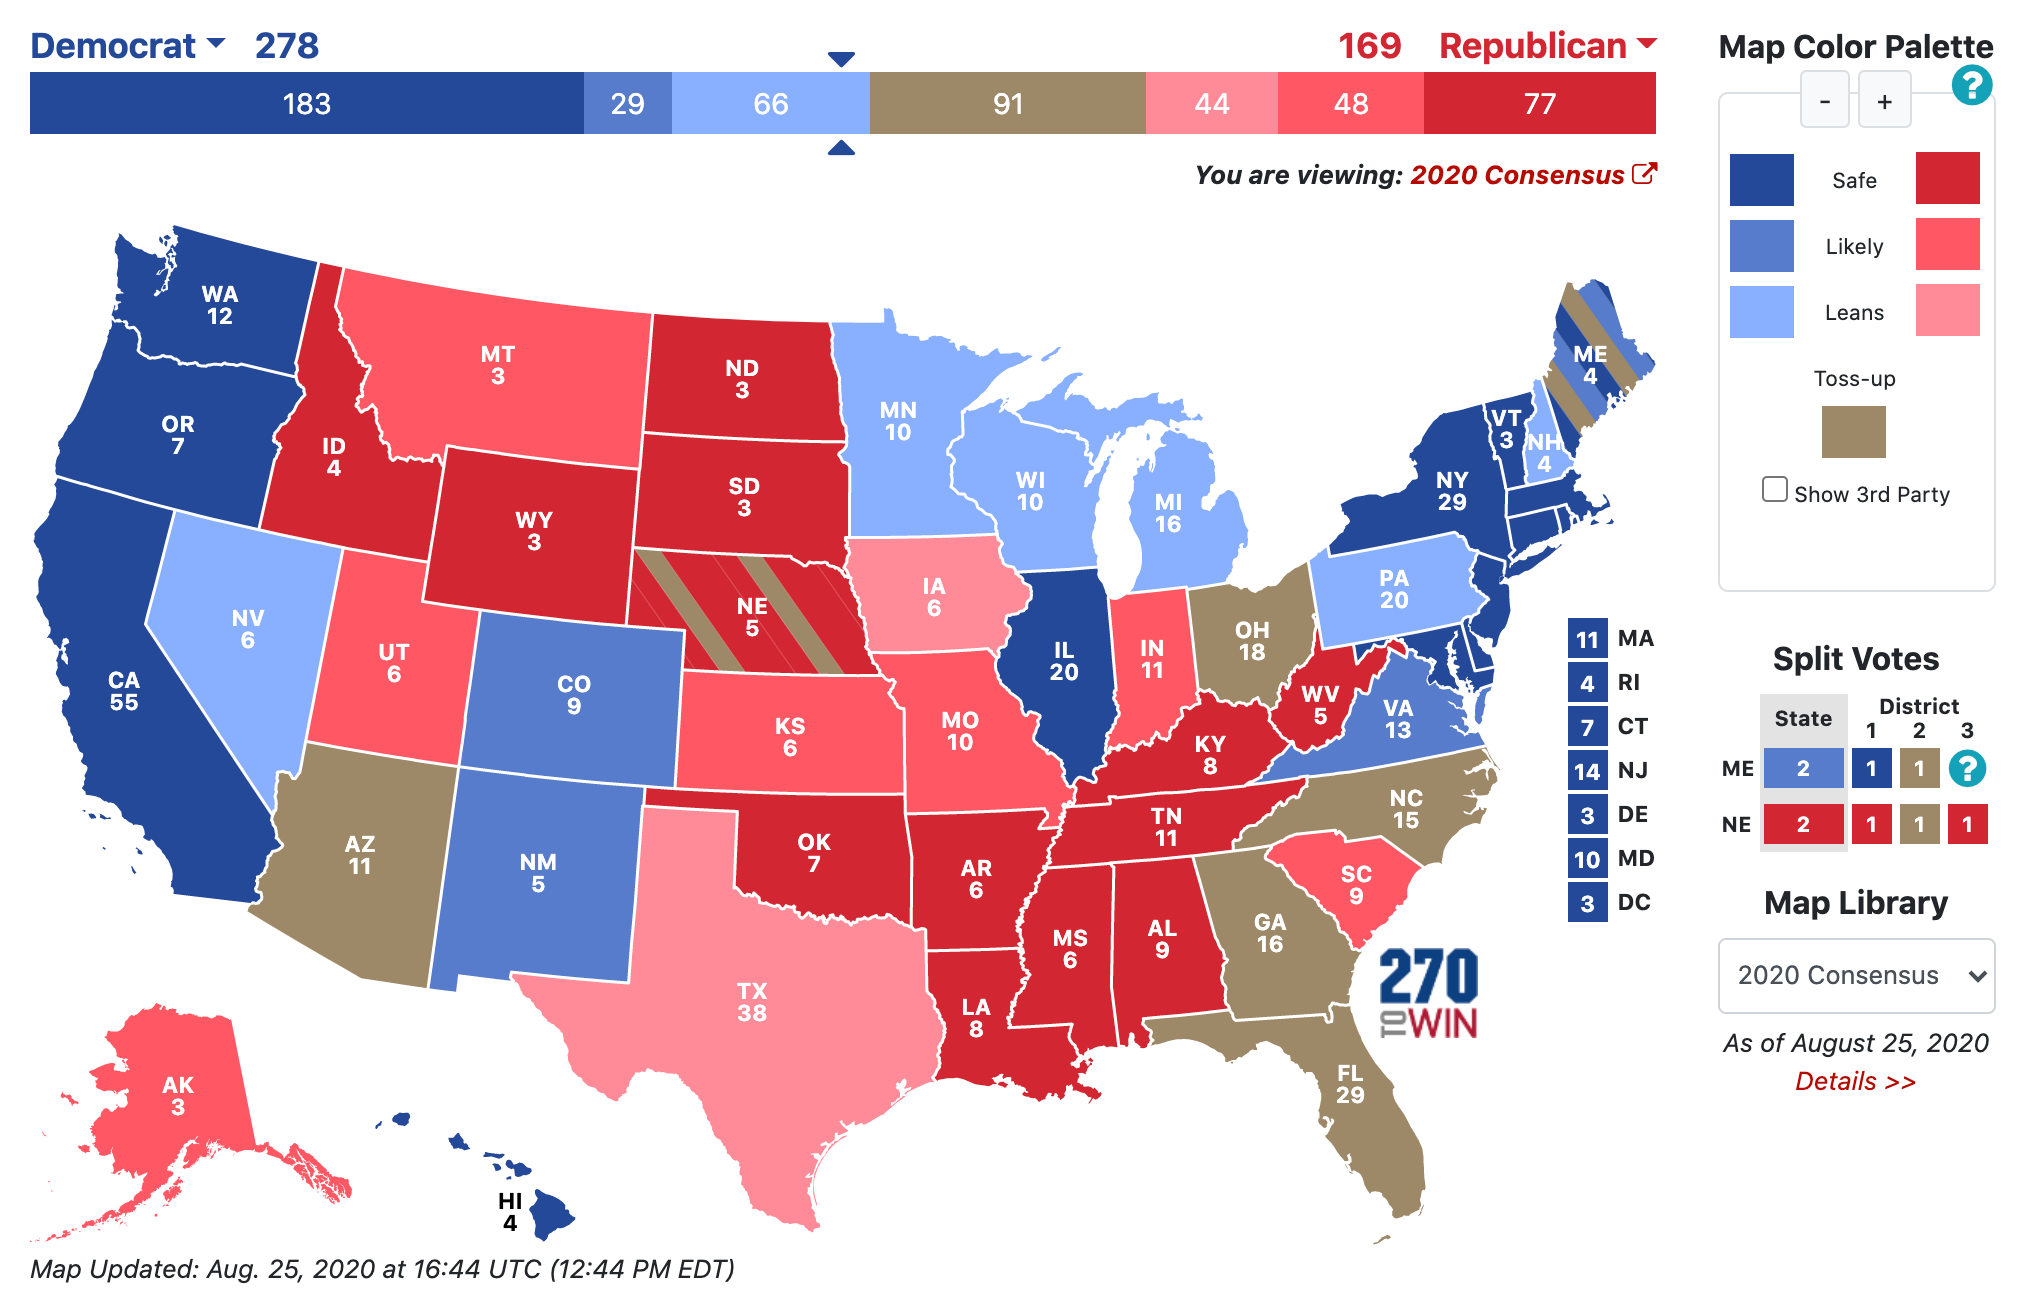 Democrat 278
169 Republican
183 29 66 91 44 48 77
You are viewing: 2020 Consensus
WA
12
OR
7
CA
55
NV
6
ID
4
MT
3
WY
3
UT
6
CO
9
AZ
11
NM
5
ND
3
SD
3
NE
5
KS
6
OK
7
TX
38
MN
10
IA
6
MO
10
AR
6
LA
8
WI
10
IL
20
MI
16
IN
11
OH
18
KY
8
TN
11
MS
6
AL
9
GA
16
FL
29
SC
9
NC
15
VA
13
WV
5
PA
20
NY
29
VT
3
NH
4
ME
4
AK
3
HI
4
11 MA
4 RI
7 CT
14 NJ
3 DE
10 MD
3 DC
270
TO WIN
Map Updated: Aug. 25, 2020 at 16:44 UTC (12:44 PM EDT)
Map Color Palette
- +
?
Safe
Likely
Leans
Toss-up
Show 3rd Party
Split Votes
State District
1 2 3
ME 2 1 1 ?
NE 2 1 1 1
Map Library
2020 Consensus
As of August 25, 2020
Details >>